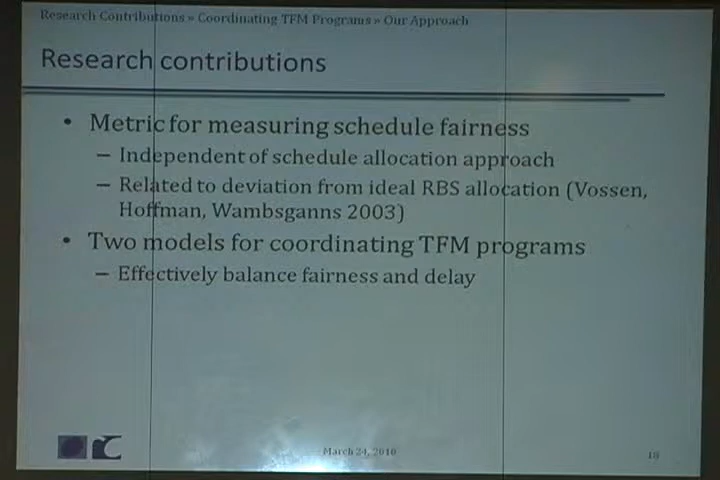 Research Contributions » Coordinating TFM Programs » Our Approach
Research contributions
• Metric for measuring schedule fairness
– Independent of schedule allocation approach
– Related to deviation from ideal RBS allocation (Vossen,
Hoffman, Wambsganns 2003)
• Two models for coordinating TFM programs
– Effectively balance fairness and delay
March 24, 2010
18